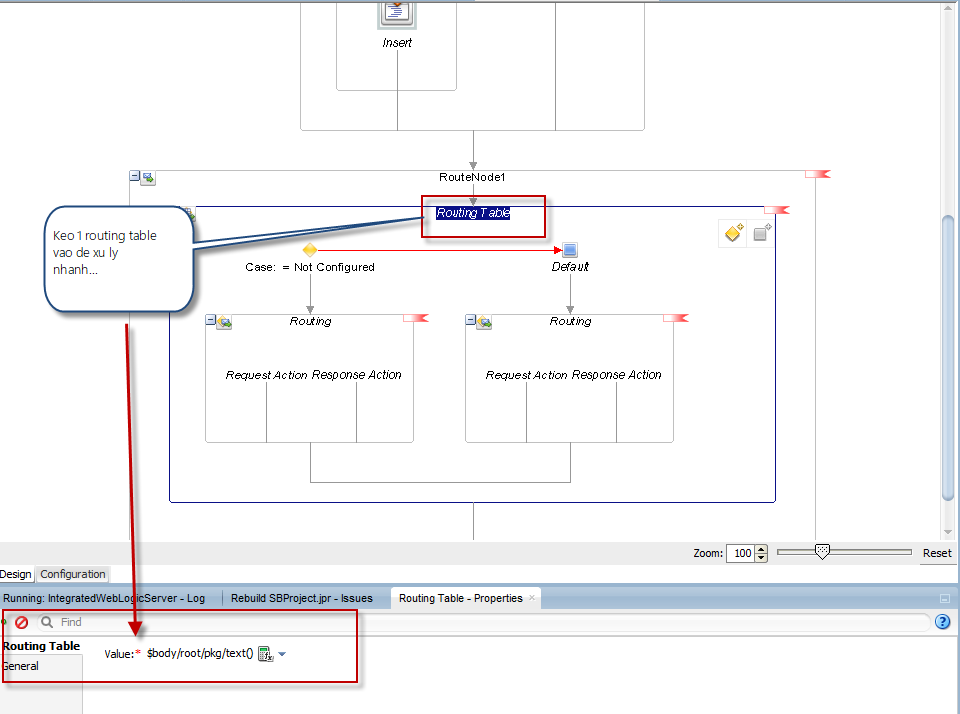 Insert
RouteNode1
Routing Table
Keo 1 routing table
vao de xu ly
nhanh...
Case: = Not Configured
Default
Routing
Routing
Request Action Response Action
Request Action Response Action
Zoom: 100 Reset
Design Configuration
Running: IntegratedWebLogicServer - Log Rebuild SBProject.jpr - Issues Routing Table - Properties
Find
Routing Table
Value:* $body/root/pkg/text()
General